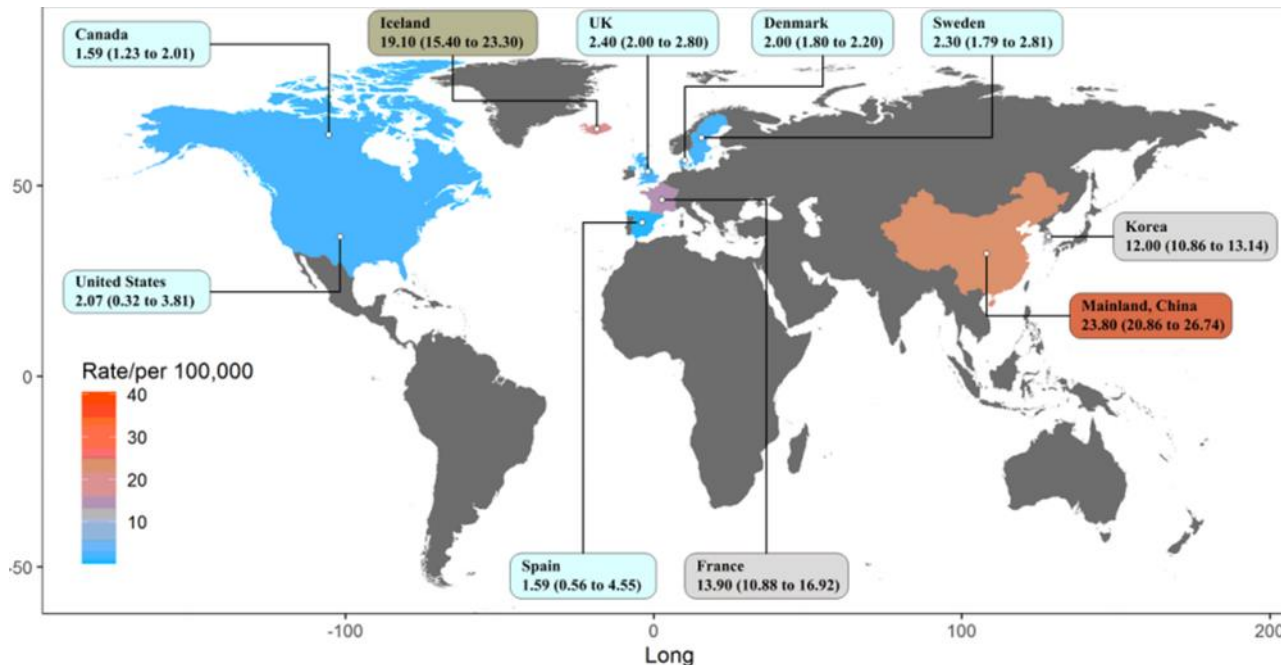 Canada
1.59 (1.23 to 2.01)
Iceland
19.10 (15.40 to 23.30)
UK
2.40 (2.00 to 2.80)
Denmark
2.00 (1.80 to 2.20)
Sweden
2.30 (1.79 to 2.81)
50
Korea
12.00 (10.86 to 13.14)
United States
2.07 (0.32 to 3.81)
Mainland, China
23.80 (20.86 to 26.74)
Rate/per 100,000
0
40
30
20
10
-50
Spain
1.59 (0.56 to 4.55)
France
13.90 (10.88 to 16.92)
-100
0
100
200
Long